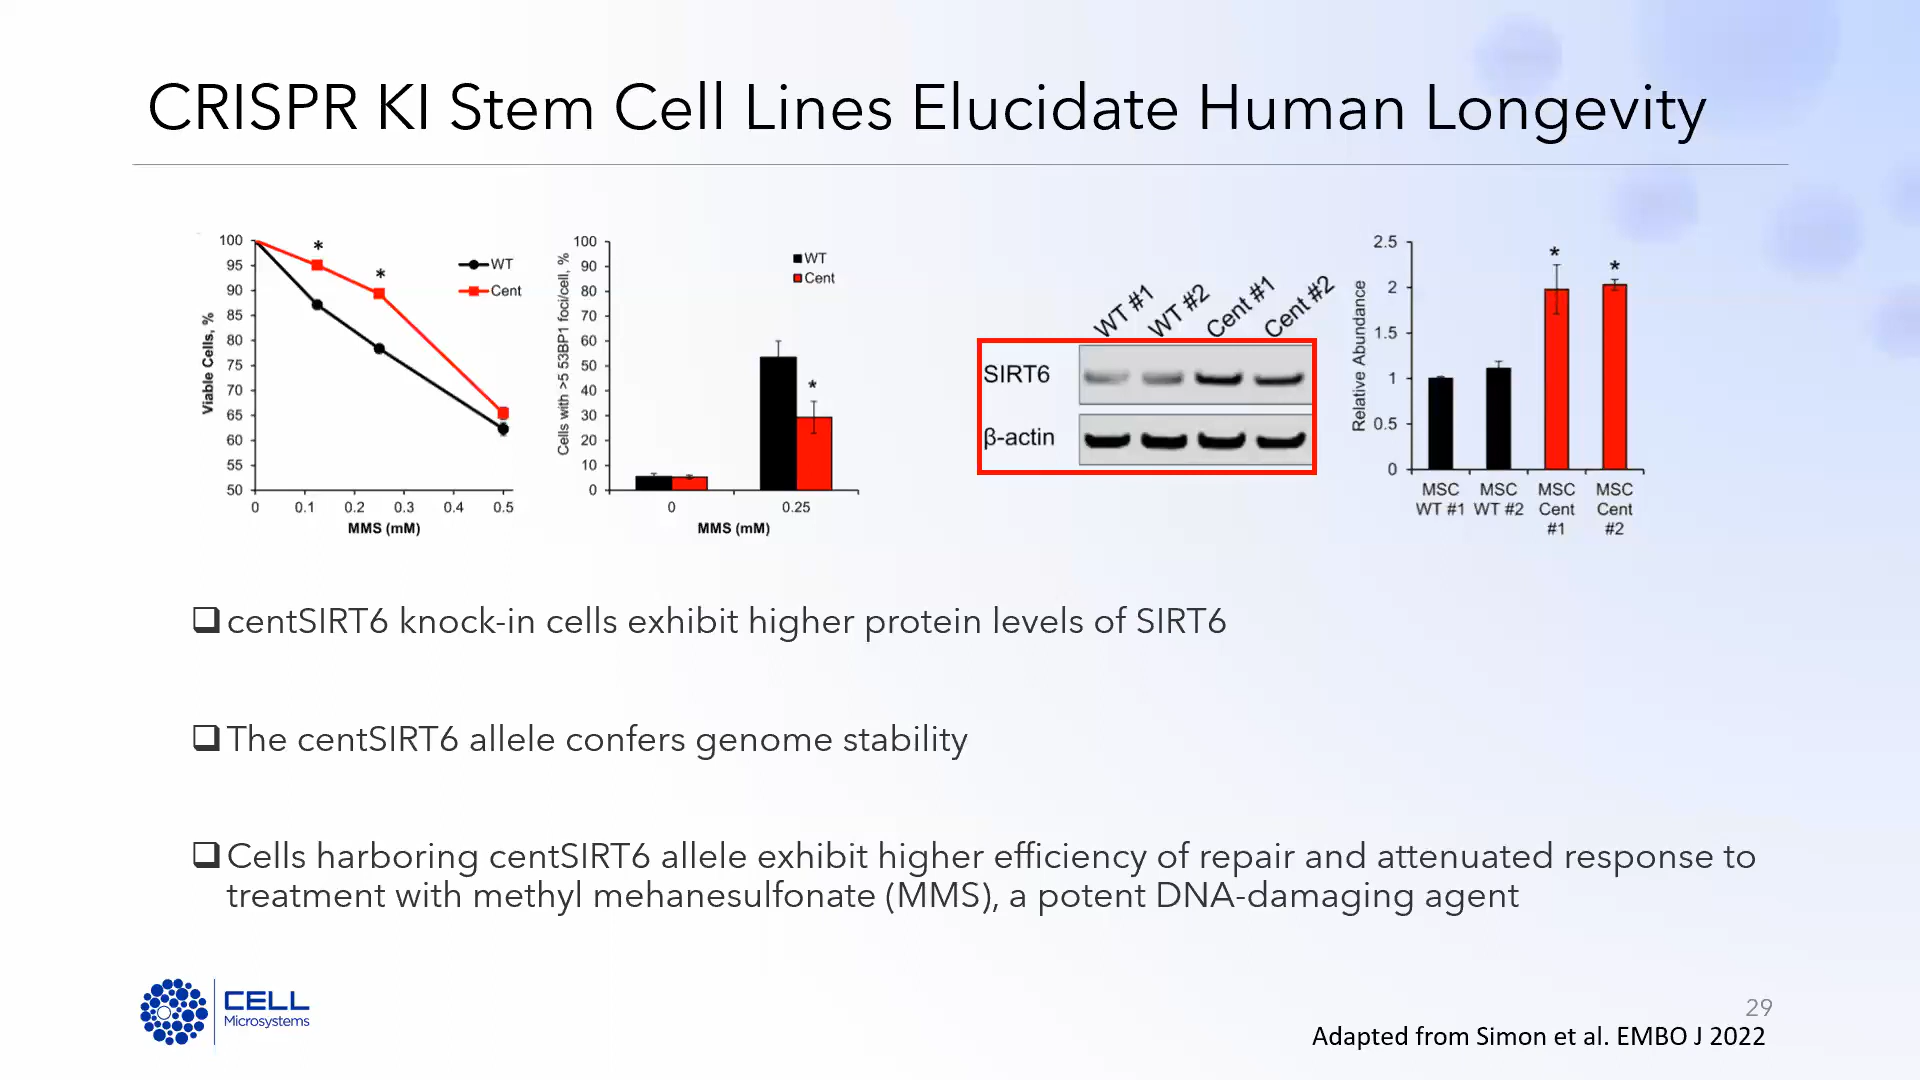 CRISPR KI Stem Cell Lines Elucidate Human Longevity
100
95
90
85
80
75
70
65
60
55
50
Viable Cells, %
*
*
WT
Cent
0 0.1 0.2 0.3 0.4 0.5
MMS (mM)
100
90
80
70
60
50
40
30
20
10
0
Cells with >5 53BP1 foci/cell, %
WT
Cent
*
0 0.25
MMS (mM)
WT #1 WT #2 Cent #1 Cent #2
SIRT6
β-actin
2.5
2
1.5
1
0.5
0
Relative Abundance
* *
MSC MSC MSC MSC
WT #1 WT #2 Cent Cent
#1 #2
❑ centSIRT6 knock-in cells exhibit higher protein levels of SIRT6
❑ The centSIRT6 allele confers genome stability
❑ Cells harboring centSIRT6 allele exhibit higher efficiency of repair and attenuated response to
treatment with methyl mehanesulfonate (MMS), a potent DNA-damaging agent
CELL
Microsystems
29
Adapted from Simon et al. EMBO J 2022